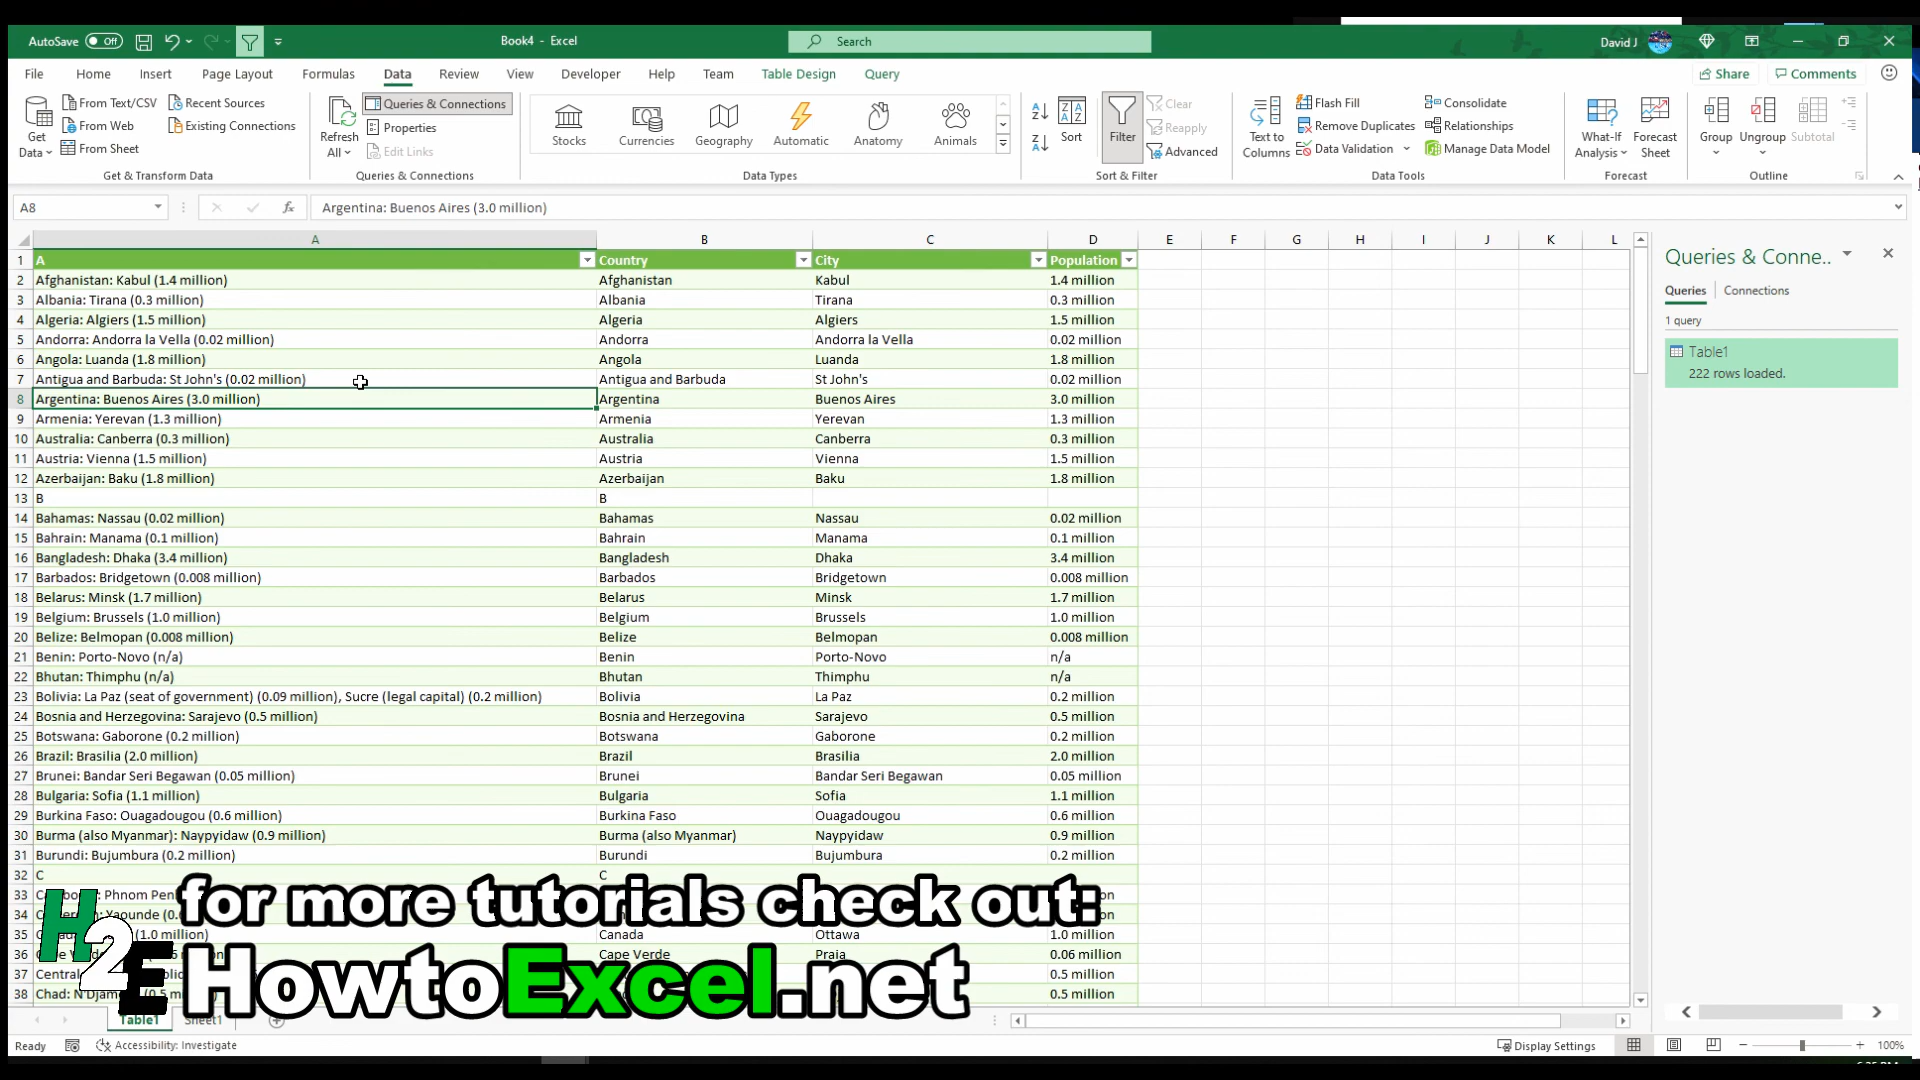 AutoSave Off Book4 - Excel Search David J
File Home Insert Page Layout Formulas Data Review View Developer Help Team Table Design Query Share Comments
Get Data From Text/CSV From Web From Sheet Recent Sources Existing Connections
Get & Transform Data
Refresh All Queries & Connections Properties Edit Links
Queries & Connections
Stocks Currencies Geography Automatic Anatomy Animals
Data Types
Sort Filter Clear Reapply Advanced
Sort & Filter
Text to Columns Flash Fill Remove Duplicates Data Validation Consolidate Relationships Manage Data Model
Data Tools
What-If Analysis Forecast Sheet
Forecast
Group Ungroup Subtotal
Outline
A8 fx Argentina: Buenos Aires (3.0 million)
A B C D E F G H I J K L
1 A Country City Population
2 Afghanistan: Kabul (1.4 million) Afghanistan Kabul 1.4 million
3 Albania: Tirana (0.3 million) Albania Tirana 0.3 million
4 Algeria: Algiers (1.5 million) Algeria Algiers 1.5 million
5 Andorra: Andorra la Vella (0.02 million) Andorra Andorra la Vella 0.02 million
6 Angola: Luanda (1.8 million) Angola Luanda 1.8 million
7 Antigua and Barbuda: St John's (0.02 million) Antigua and Barbuda St John's 0.02 million
8 Argentina: Buenos Aires (3.0 million) Argentina Buenos Aires 3.0 million
9 Armenia: Yerevan (1.3 million) Armenia Yerevan 1.3 million
10 Australia: Canberra (0.3 million) Australia Canberra 0.3 million
11 Austria: Vienna (1.5 million) Austria Vienna 1.5 million
12 Azerbaijan: Baku (1.8 million) Azerbaijan Baku 1.8 million
13 B B
14 Bahamas: Nassau (0.02 million) Bahamas Nassau 0.02 million
15 Bahrain: Manama (0.1 million) Bahrain Manama 0.1 million
16 Bangladesh: Dhaka (3.4 million) Bangladesh Dhaka 3.4 million
17 Barbados: Bridgetown (0.008 million) Barbados Bridgetown 0.008 million
18 Belarus: Minsk (1.7 million) Belarus Minsk 1.7 million
19 Belgium: Brussels (1.0 million) Belgium Brussels 1.0 million
20 Belize: Belmopan (0.008 million) Belize Belmopan 0.008 million
21 Benin: Porto-Novo (n/a) Benin Porto-Novo n/a
22 Bhutan: Thimphu (n/a) Bhutan Thimphu n/a
23 Bolivia: La Paz (seat of government) (0.09 million), Sucre (legal capital) (0.2 million) Bolivia La Paz 0.2 million
24 Bosnia and Herzegovina: Sarajevo (0.5 million) Bosnia and Herzegovina Sarajevo 0.5 million
25 Botswana: Gaborone (0.2 million) Botswana Gaborone 0.2 million
26 Brazil: Brasilia (2.0 million) Brazil Brasilia 2.0 million
27 Brunei: Bandar Seri Begawan (0.05 million) Brunei Bandar Seri Begawan 0.05 million
28 Bulgaria: Sofia (1.1 million) Bulgaria Sofia 1.1 million
29 Burkina Faso: Ouagadougou (0.6 million) Burkina Faso Ouagadougou 0.6 million
30 Burma (also Myanmar): Naypyidaw (0.9 million) Burma (also Myanmar) Naypyidaw 0.9 million
31 Burundi: Bujumbura (0.2 million) Burundi Bujumbura 0.2 million
32 C C
33 Phnom million
34 Yaounde million
35 (1.0 million) Canada Ottawa 1.0 million
36 Cape Verde Praia 0.06 million
37 Central 0.5 million
38 Chad: 0.5 million
for more tutorials check out:
H2E HowtoExcel.net
Table1 Sheet1
Ready Accessibility: Investigate Display Settings 100%
Queries & Conne..
Queries Connections
1 query
Table1
222 rows loaded.